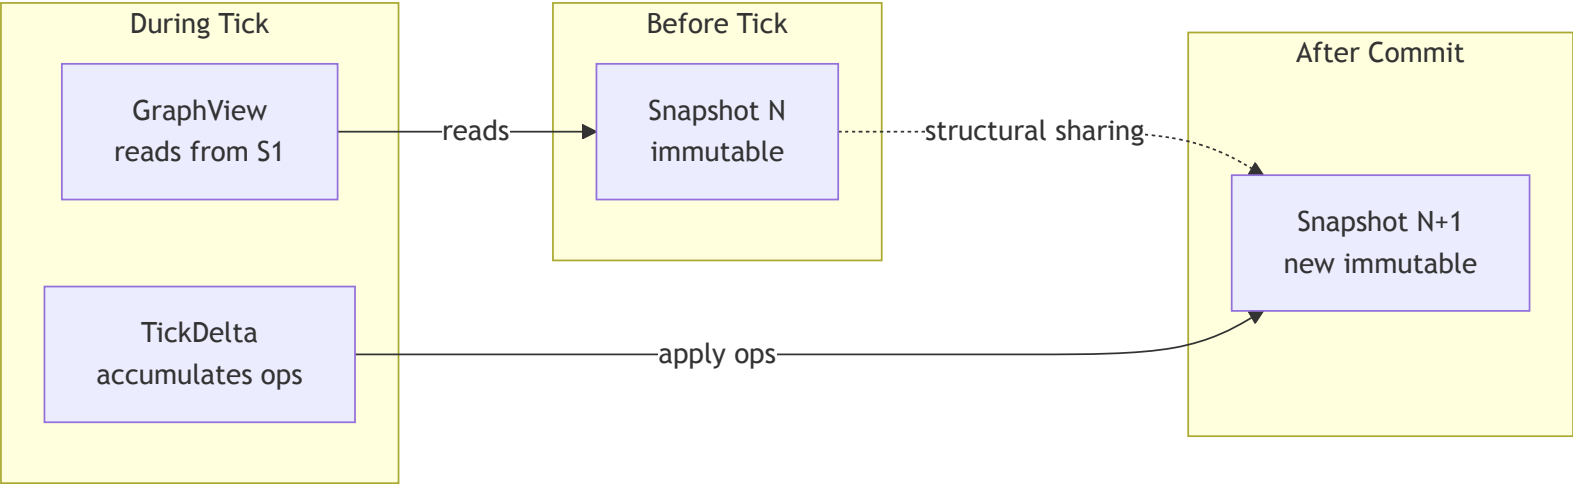 During Tick
GraphView
reads from S1
TickDelta
accumulates ops
reads
apply ops
Before Tick
Snapshot N
immutable
structural sharing
After Commit
Snapshot N+1
new immutable